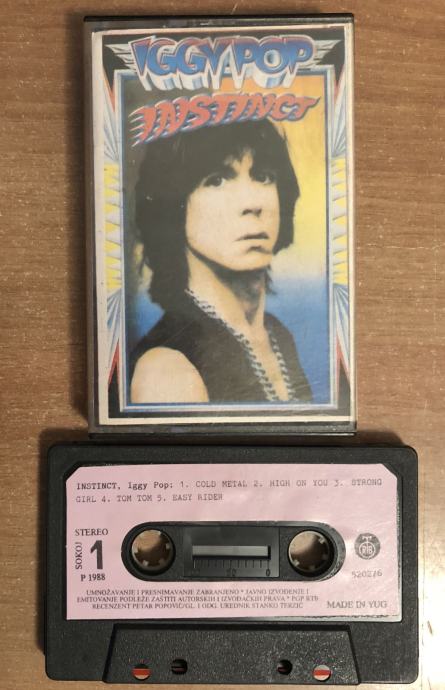 IGGY POP
INSTINCT
INSTINCT, Iggy Pop: 1. COLD METAL 2. HIGH ON YOU 3. STRONG
GIRL 4. TOM TOM 5. EASY RIDER
STEREO
SOKOJ
1
P 1988
RTB
520276
UMNOŽAVANJE I PRESNIMAVANJE ZABRANJENO * JAVNO IZVOĐENJE I
EMITOVANJE PODLEŽE ZAŠTITI AUTORSKIH I IZVOĐAČKIH PRAVA * PGP RTB
RECENZENT PETAR POPOVIĆ/GL. I ODG. UREDNIK STANKO TERZIĆ
MADE IN YUG